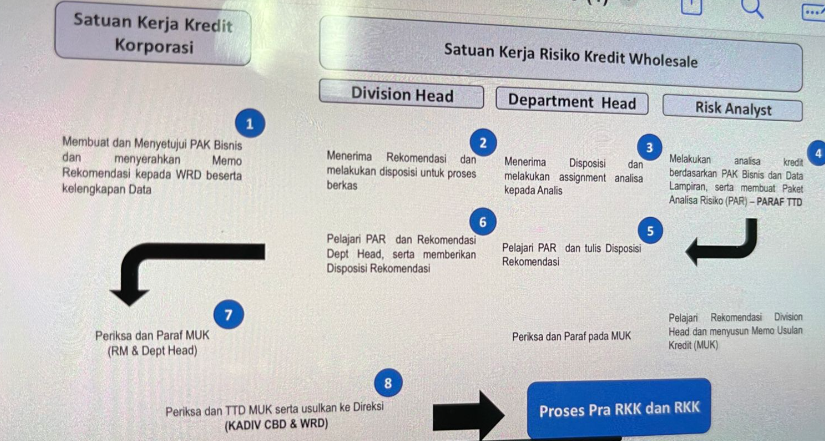 Satuan Kerja Kredit
Korporasi
Satuan Kerja Risiko Kredit Wholesale
Division Head
Department Head
Risk Analyst
1
Membuat dan Menyetujui PAK Bisnis
dan menyerahkan Memo
Rekomendasi kepada WRD beserta
kelengkapan Data
2
Menerima Rekomendasi dan
melakukan disposisi untuk proses
berkas
3
Menerima Disposisi dan
melakukan assignment analisa
kepada Analis
4
Melakukan analisa kredit
berdasarkan PAK Bisnis dan Data
Lampiran, serta membuat Paket
Analisa Risiko (PAR) – PARAF TTD
5
Pelajari PAR dan tulis Disposisi
Rekomendasi
6
Pelajari PAR dan Rekomendasi
Dept Head, serta memberikan
Disposisi Rekomendasi
Pelajari Rekomendasi Division
Head dan menyusun Memo Usulan
Kredit (MUK)
Periksa dan Paraf pada MUK
7
Periksa dan Paraf MUK
(RM & Dept Head)
8
Periksa dan TTD MUK serta usulkan ke Direksi
(KADIV CBD & WRD)
Proses Pra RKK dan RKK